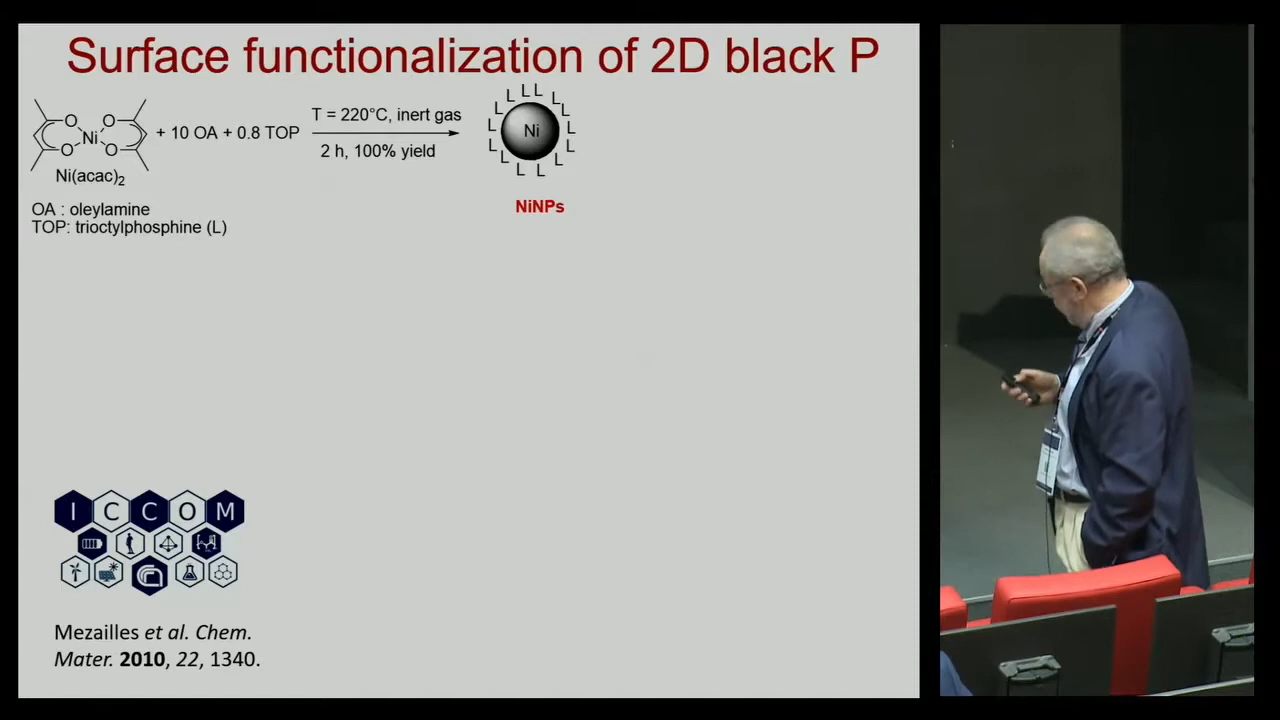 Surface functionalization of 2D black P
O O Ni O O
+ 10 OA + 0.8 TOP
T = 220°C, inert gas
2 h, 100% yield
L L L L L L L L L L L L L L L
Ni
Ni(acac)2
NiNPs
OA : oleylamine
TOP: trioctylphosphine (L)
I C C O M
Mezailles et al. Chem.
Mater. 2010, 22, 1340.